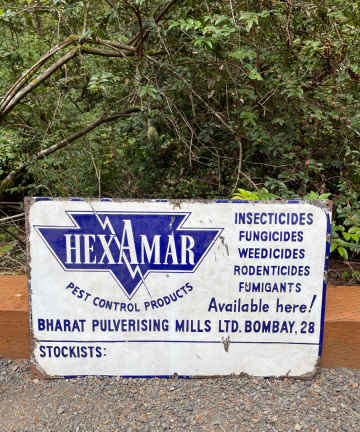 HEXAMAR
PEST CONTROL PRODUCTS
INSECTICIDES
FUNGICIDES
WEEDICIDES
RODENTICIDES
FUMIGANTS
Available here!
BHARAT PULVERISING MILLS LTD. BOMBAY, 28
STOCKISTS: